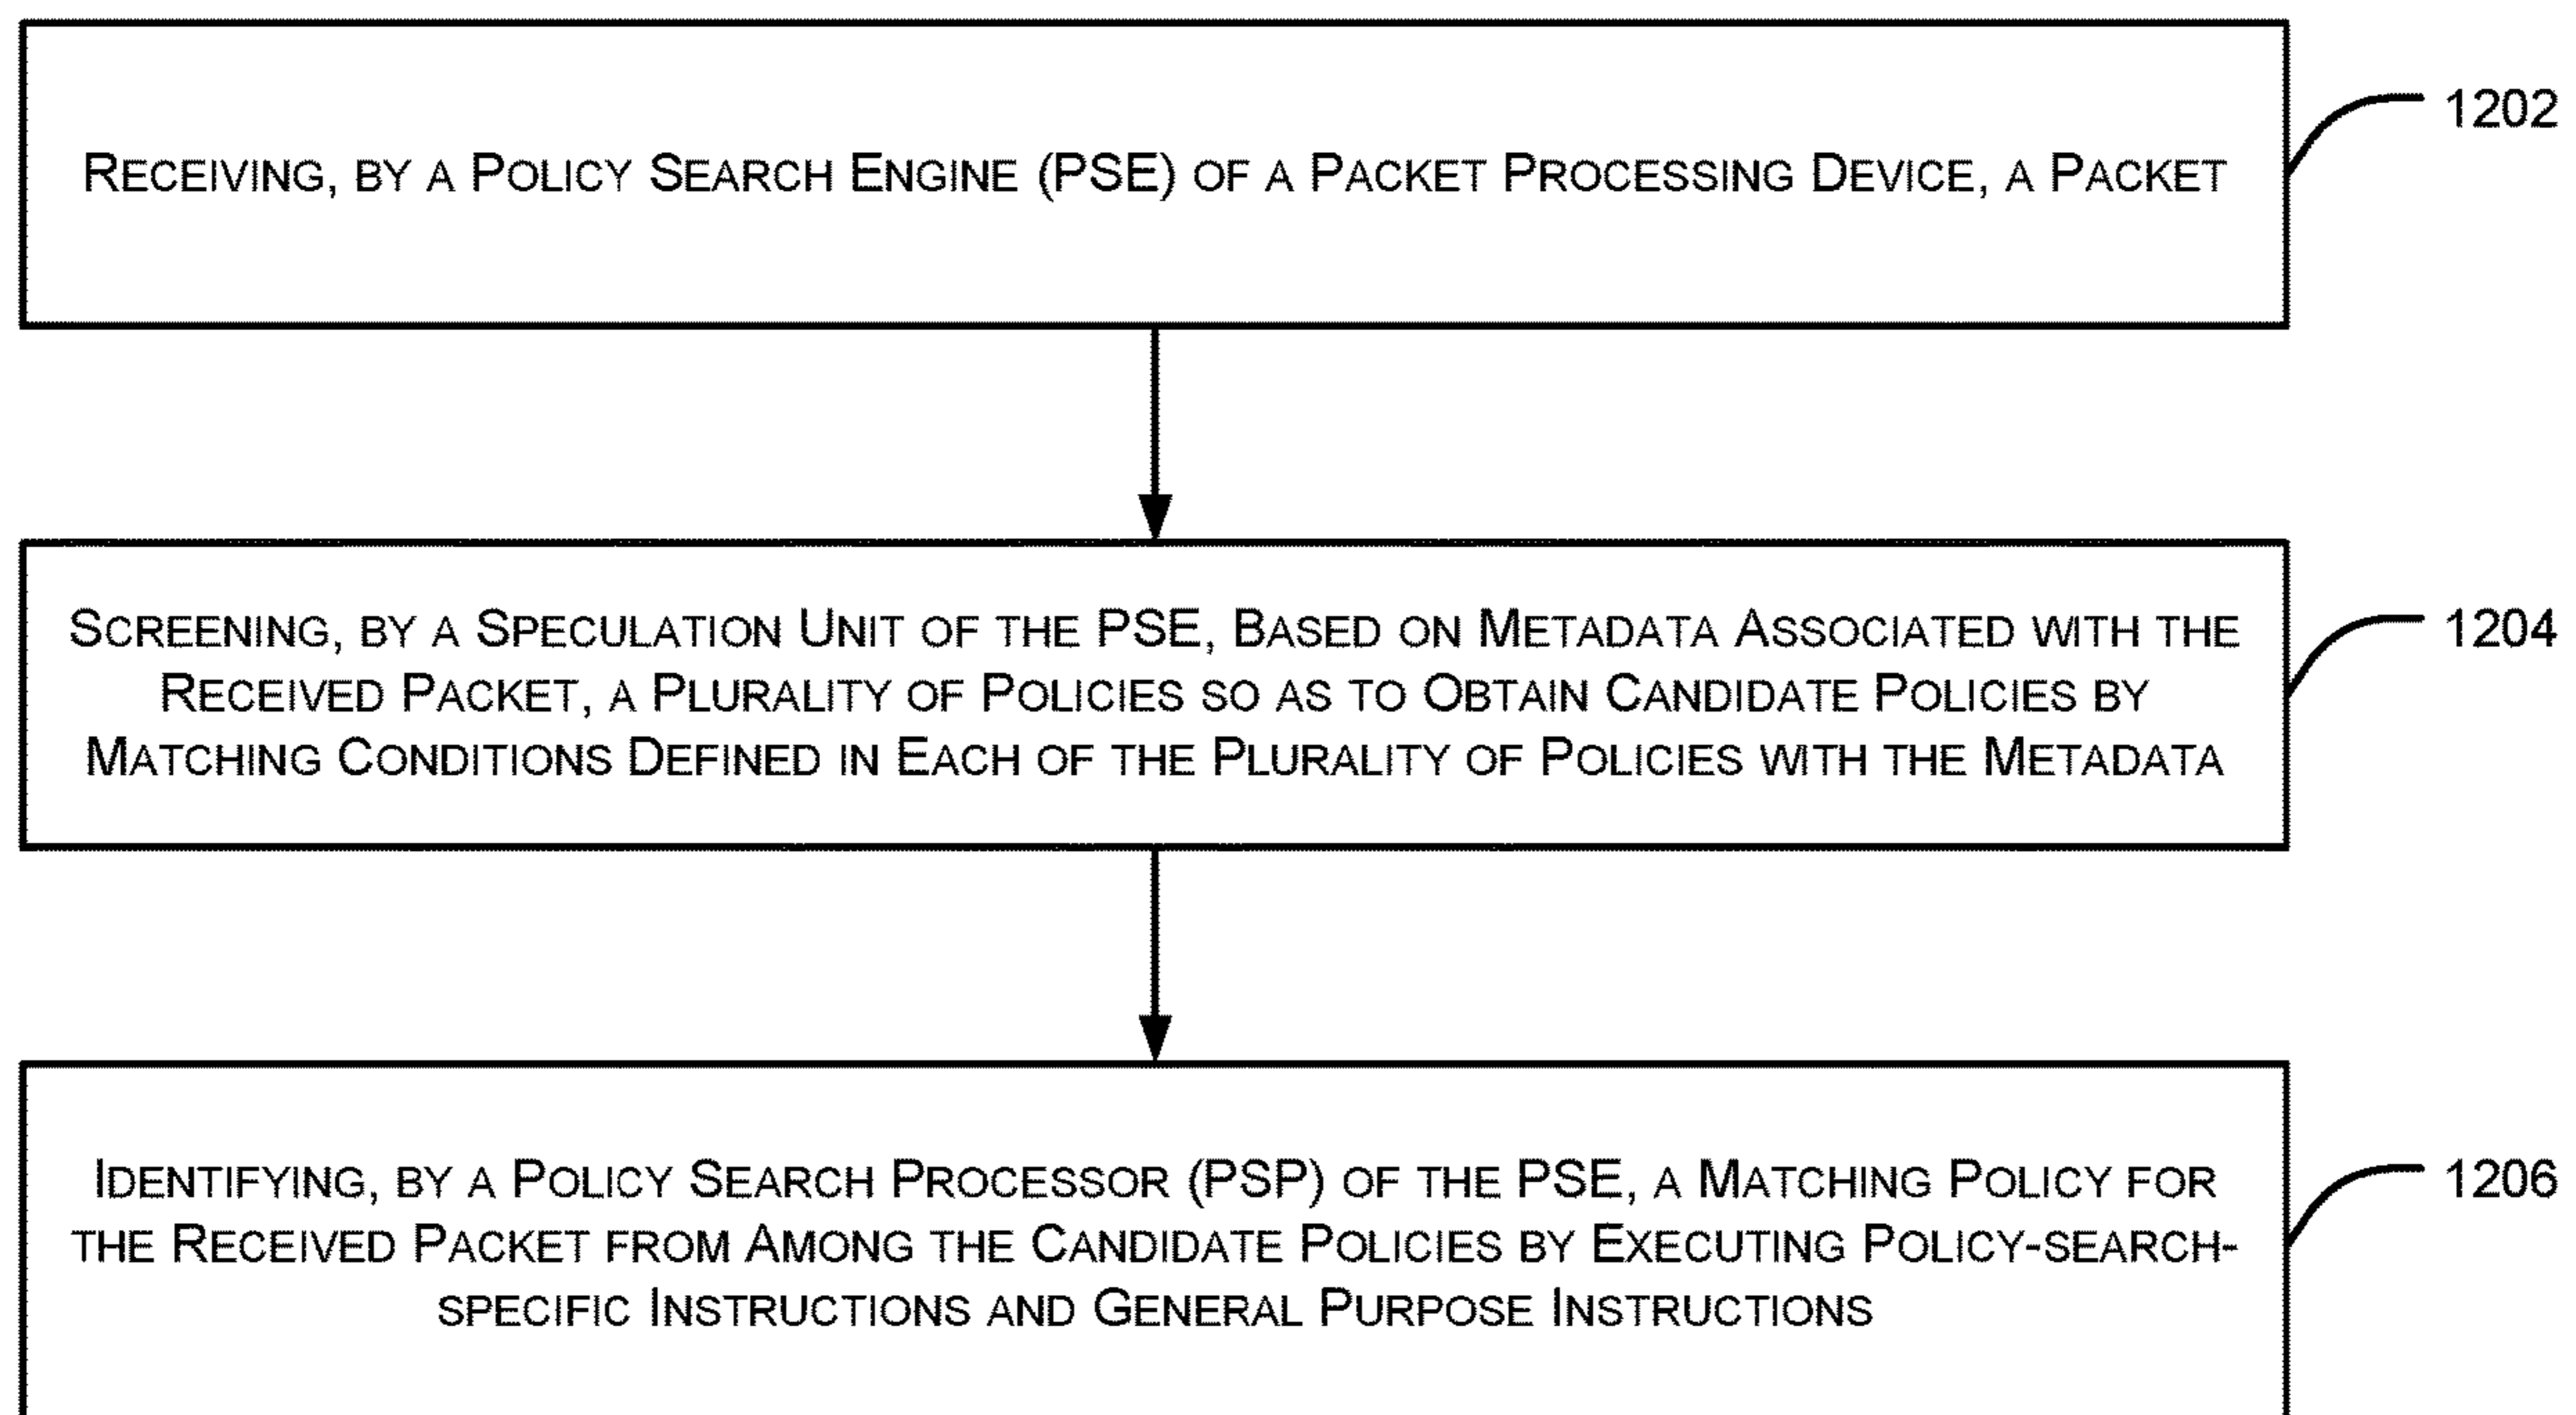 RECEIVING, BY A POLICY SEARCH ENGINE (PSE) OF A PACKET PROCESSING DEVICE, A PACKET
1202
SCREENING, BY A SPECULATION UNIT OF THE PSE, BASED ON METADATA ASSOCIATED WITH THE
RECEIVED PACKET, A PLURALITY OF POLICIES SO AS TO OBTAIN CANDIDATE POLICIES BY
MATCHING CONDITIONS DEFINED IN EACH OF THE PLURALITY OF POLICIES WITH THE METADATA
1204
IDENTIFYING, BY A POLICY SEARCH PROCESSOR (PSP) OF THE PSE, A MATCHING POLICY FOR
THE RECEIVED PACKET FROM AMONG THE CANDIDATE POLICIES BY EXECUTING POLICY-SEARCH-
SPECIFIC INSTRUCTIONS AND GENERAL PURPOSE INSTRUCTIONS
1206